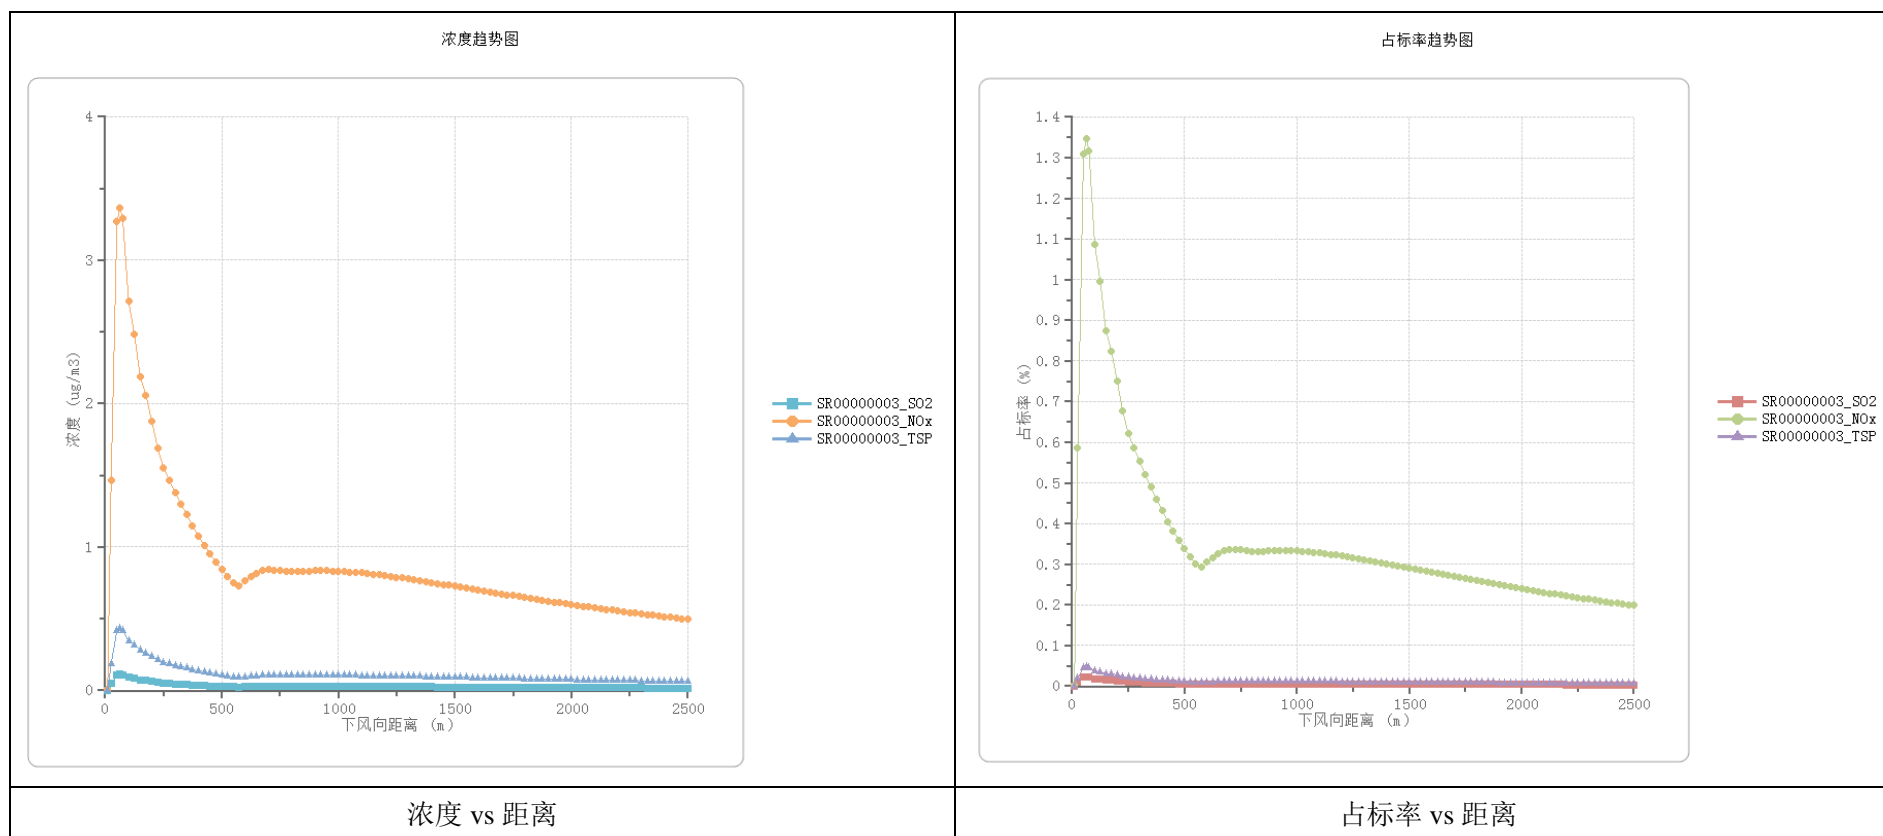 浓度趋势图
4
3
2
1
0
浓度 (ug/m3)
0 500 1000 1500 2000 2500
下风向距离 (m)
SR00000003_SO2
SR00000003_NOx
SR00000003_TSP
浓度 vs 距离
占标率趋势图
1.4
1.3
1.2
1.1
1
0.9
0.8
0.7
0.6
0.5
0.4
0.3
0.2
0.1
0
占标率 (%)
0 500 1000 1500 2000 2500
下风向距离 (m)
SR00000003_SO2
SR00000003_NOx
SR00000003_TSP
占标率 vs 距离